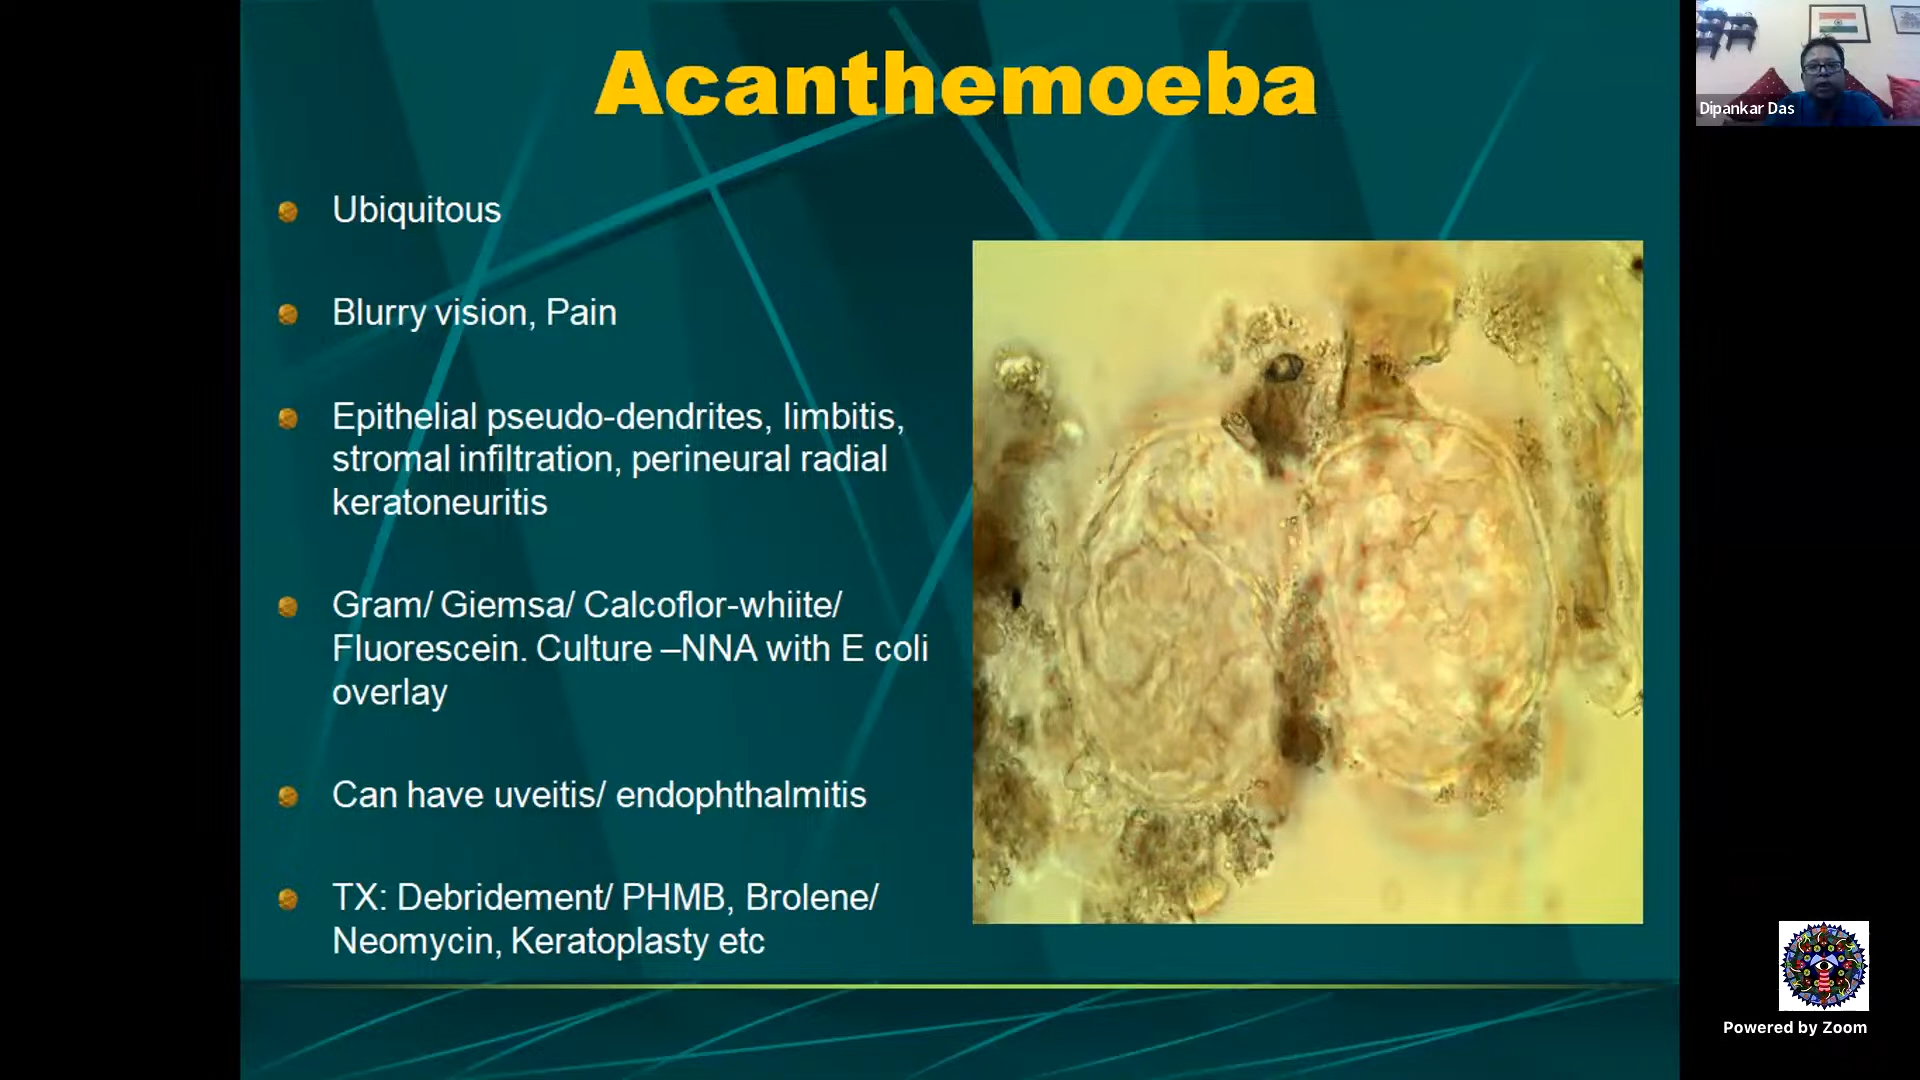 Acanthemoeba
Ubiquitous
Blurry vision, Pain
Epithelial pseudo-dendrites, limbitis,
stromal infiltration, perineural radial
keratoneuritis
Gram/ Giemsa/ Calcoflor-whiite/
Fluorescein. Culture –NNA with E coli
overlay
Can have uveitis/ endophthalmitis
TX: Debridement/ PHMB, Brolene/
Neomycin, Keratoplasty etc
Dipankar Das
Powered by Zoom